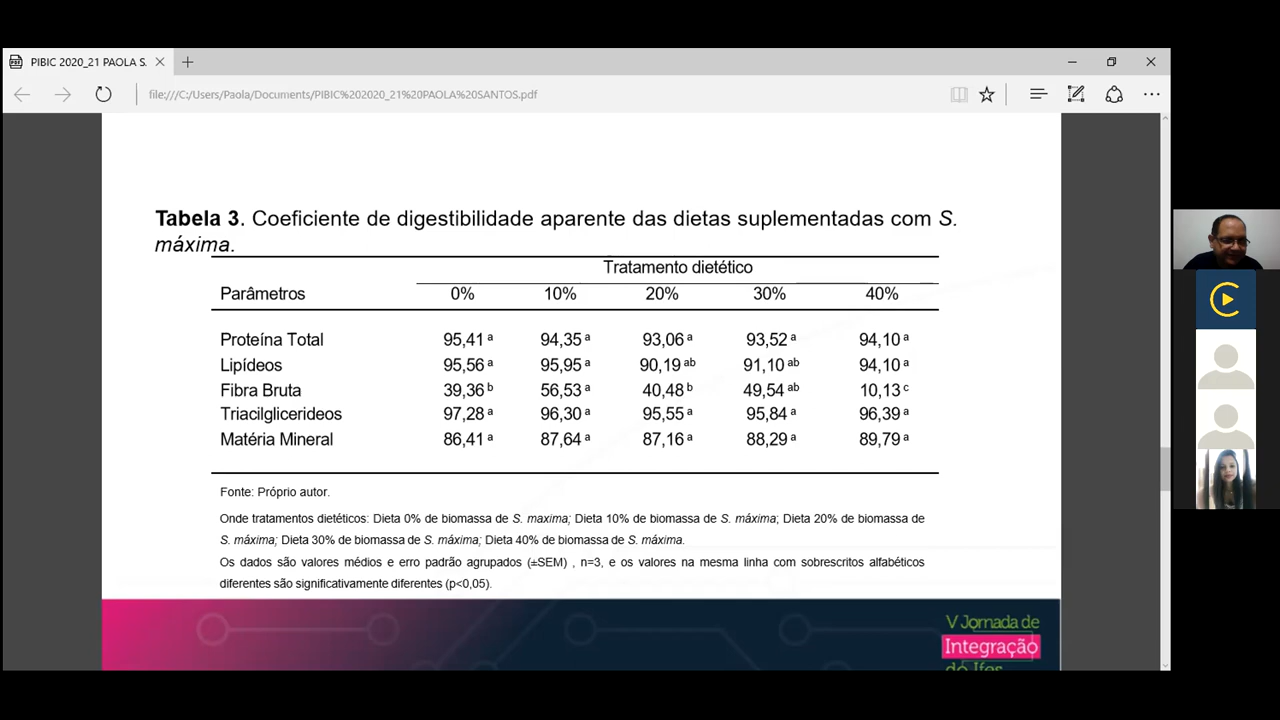 PIBIC 2020_21 PAOLA S.
file:///C:/Users/Paola/Documents/PIBIC%202020_21%20PAOLA%20SANTOS.pdf
Tabela 3. Coeficiente de digestibilidade aparente das dietas suplementadas com S.
máxima.
Tratamento dietético
Parâmetros 0% 10% 20% 30% 40%
Proteína Total 95,41 a 94,35 a 93,06 a 93,52 a 94,10 a
Lipídeos 95,56 a 95,95 a 90,19 ab 91,10 ab 94,10 a
Fibra Bruta 39,36 b 56,53 a 40,48 b 49,54 ab 10,13 c
Triacilglicerideos 97,28 a 96,30 a 95,55 a 95,84 a 96,39 a
Matéria Mineral 86,41 a 87,64 a 87,16 a 88,29 a 89,79 a
Fonte: Próprio autor.
Onde tratamentos dietéticos: Dieta 0% de biomassa de S. maxima; Dieta 10% de biomassa de S. máxima; Dieta 20% de biomassa de
S. máxima; Dieta 30% de biomassa de S. máxima; Dieta 40% de biomassa de S. máxima.
Os dados são valores médios e erro padrão agrupados (±SEM) , n=3, e os valores na mesma linha com sobrescritos alfabéticos
diferentes são significativamente diferentes (p<0,05).
V Jornada de
Integração
do Ifes